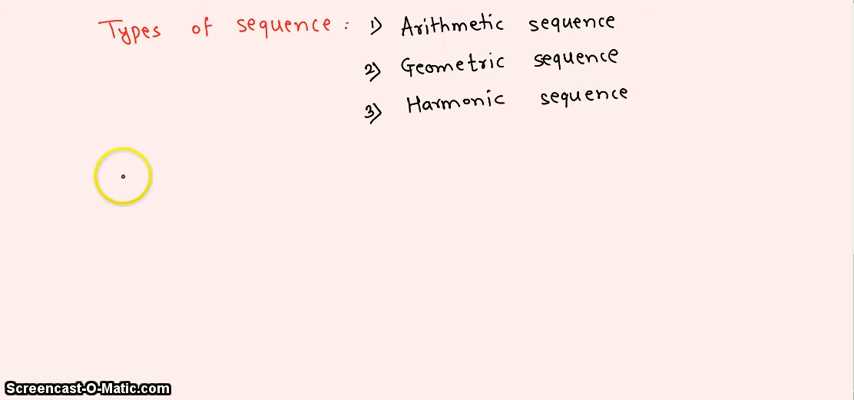 Types of sequence : 1) Arithmetic sequence
2) Geometric sequence
3) Harmonic sequence
Screencast-O-Matic.com